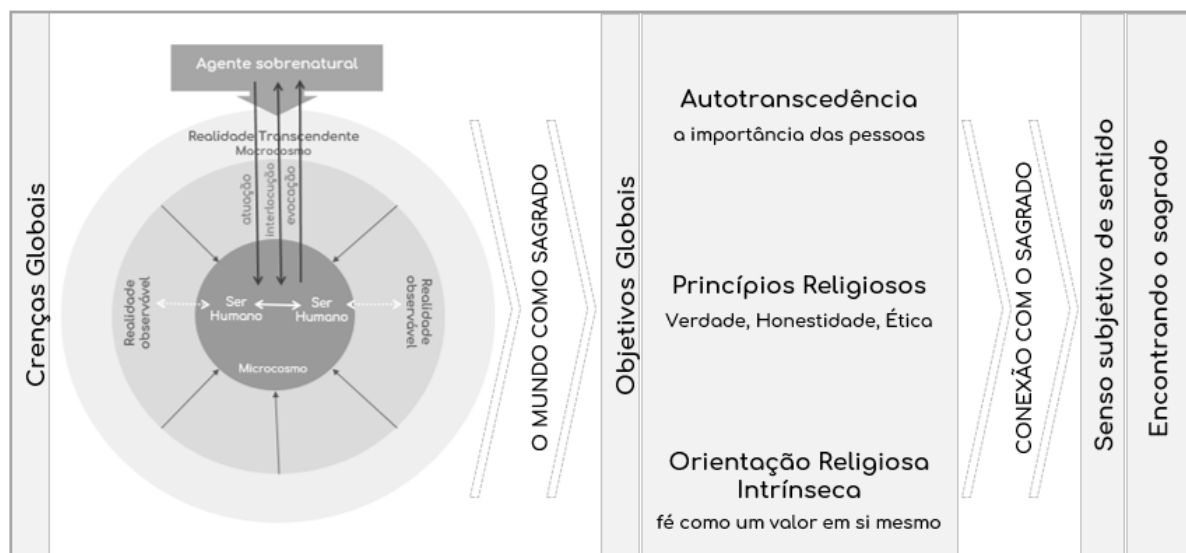 Crenças Globais
Agente sobrenatural
Realidade Transcendente
Macrocosmo
atuação
interlocução
evocação
Realidade
observável
Ser
Humano
Ser
Humano
Realidade
observável
Microcosmo
O MUNDO COMO SAGRADO
Objetivos Globais
Autotranscedência
a importância das pessoas
Princípios Religiosos
Verdade, Honestidade, Ética
Orientação Religiosa
Intrínseca
fé como um valor em si mesmo
CONEXÃO COM O SAGRADO
Senso subjetivo de sentido
Encontrando o sagrado